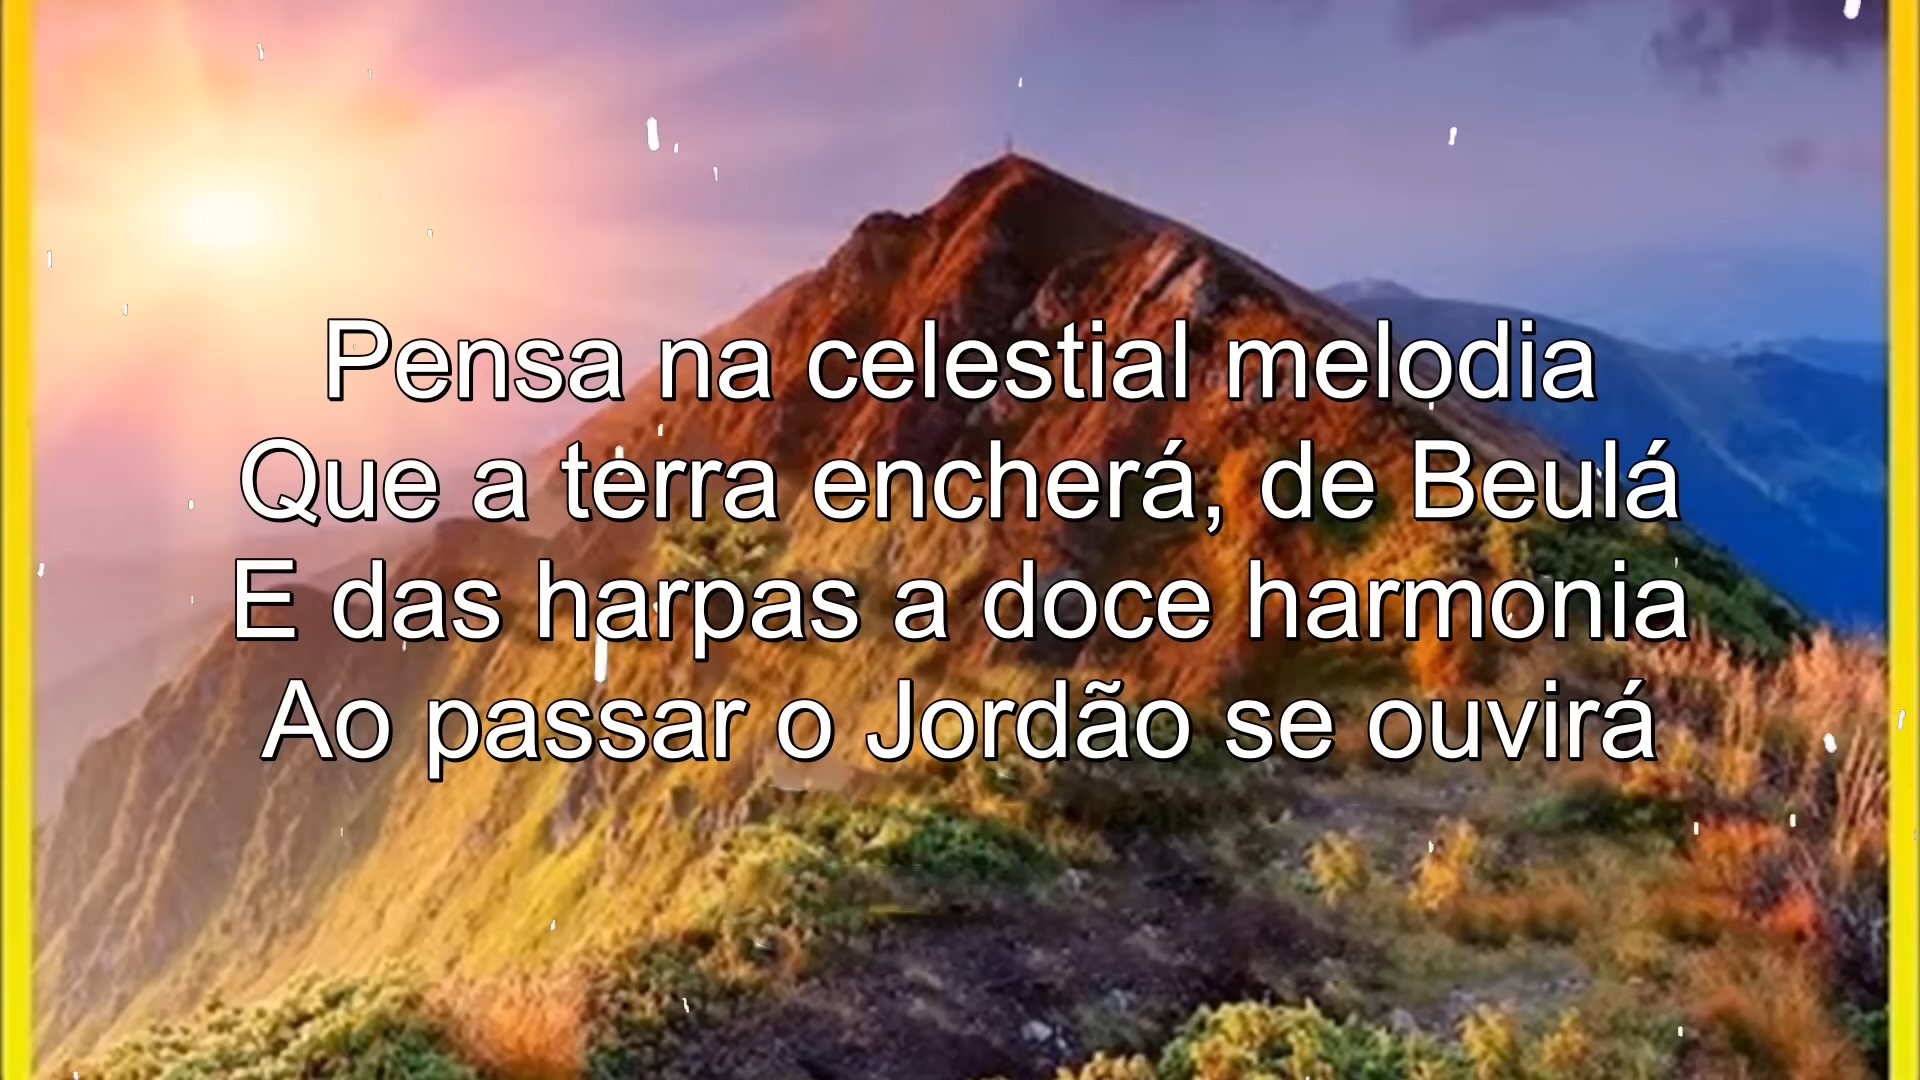 Pensa na celestial melodia
Que a terra encherá, de Beulá
E das harpas a doce harmonia
Ao passar o Jordão se ouvirá